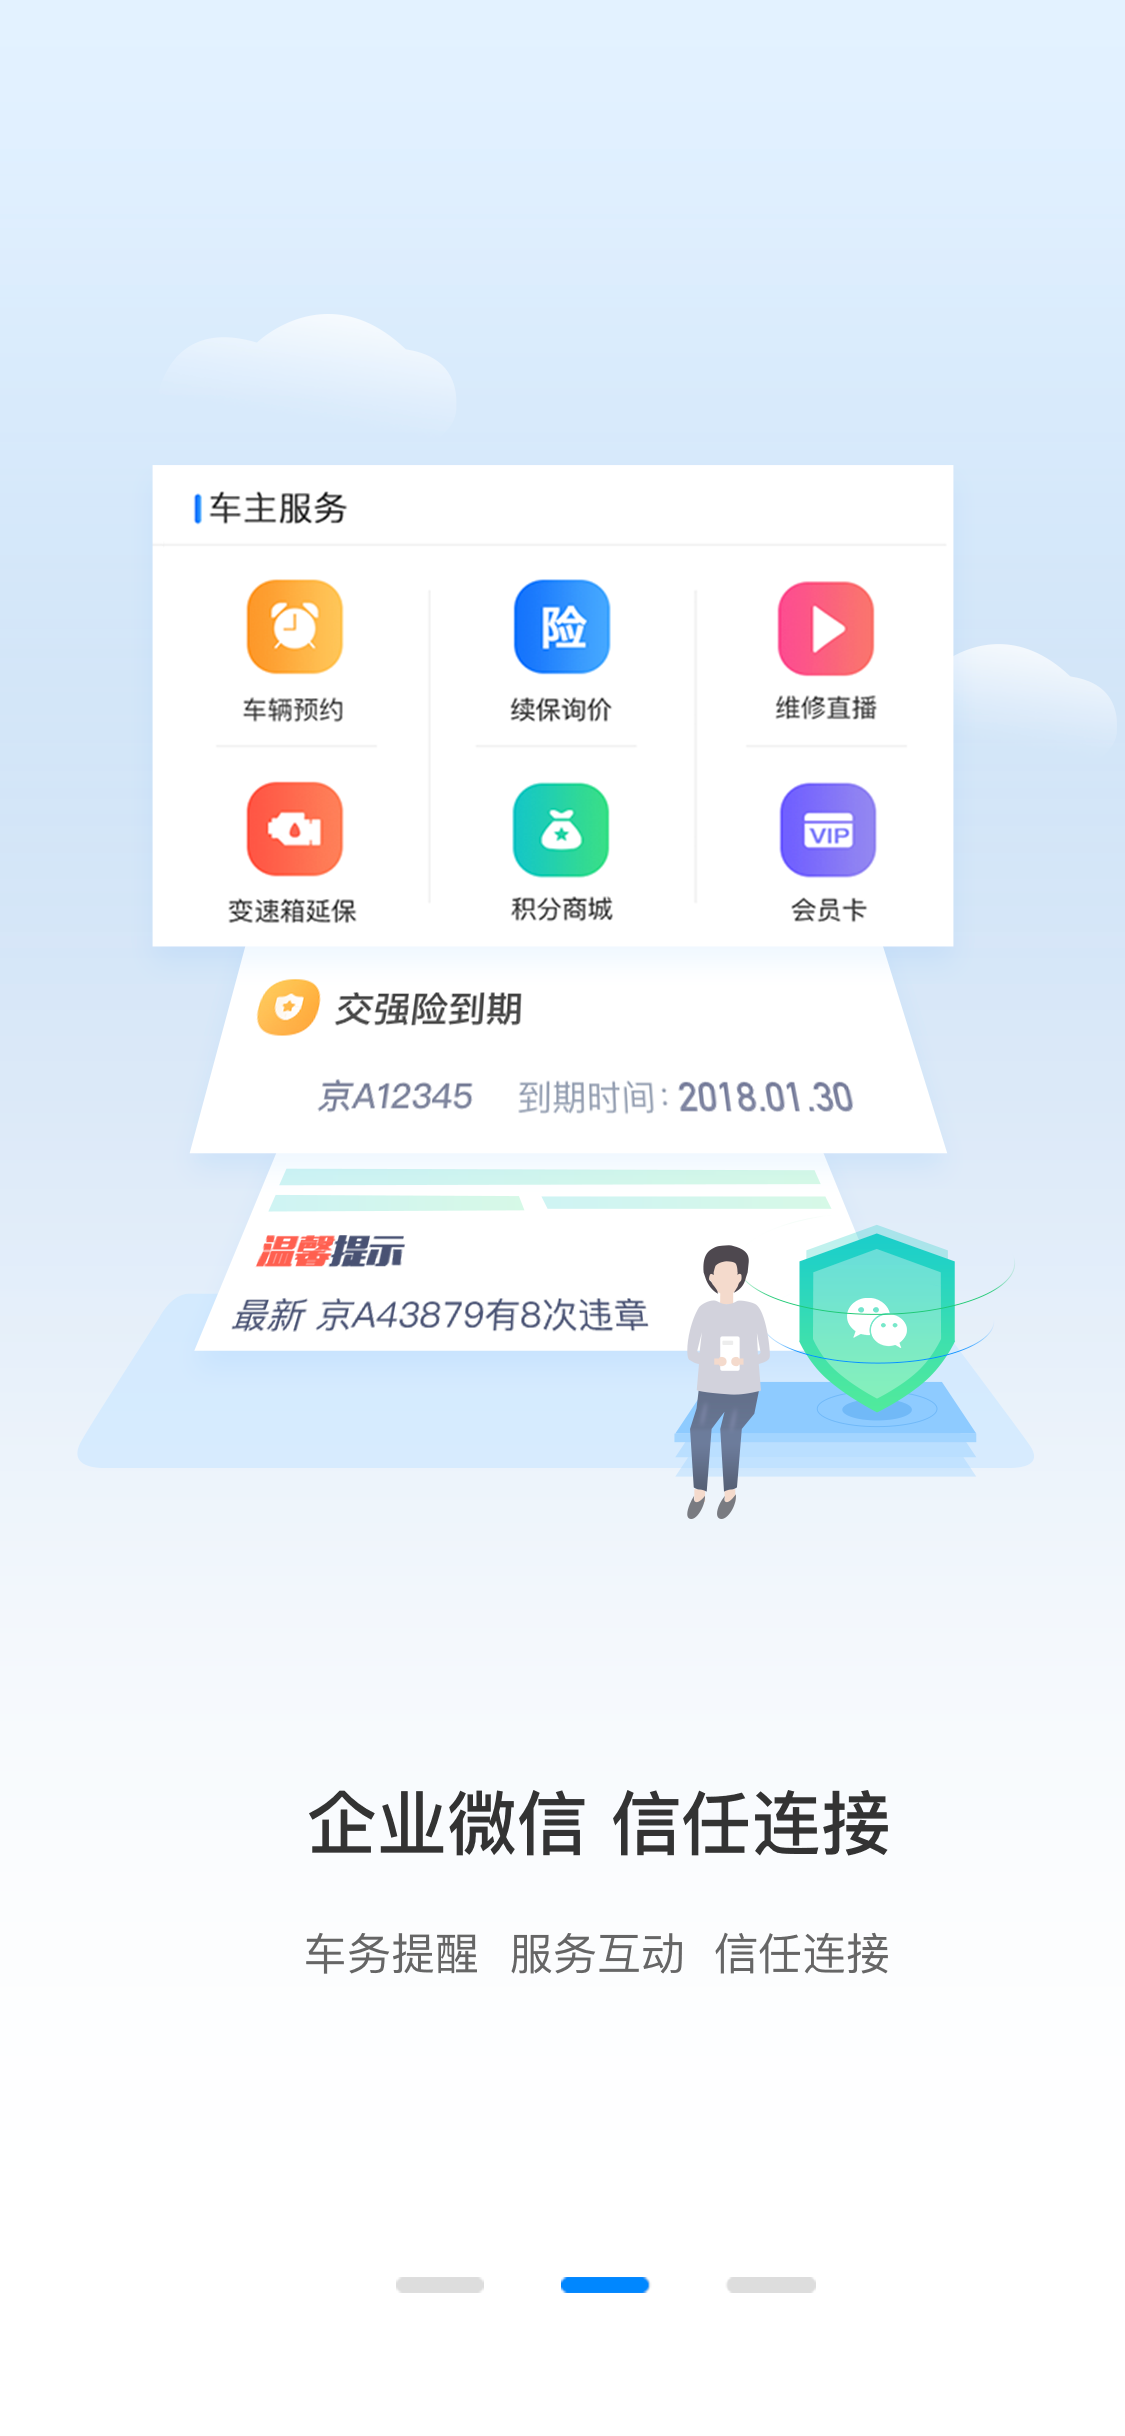 车主服务
险
车辆预约 续保询价 维修直播
VIP
变速箱延保 积分商城 会员卡
交强险到期
京A12345 到期时间：2018.01.30
温馨提示
最新 京A43879有8次违章
企业微信 信任连接
车务提醒 服务互动 信任连接